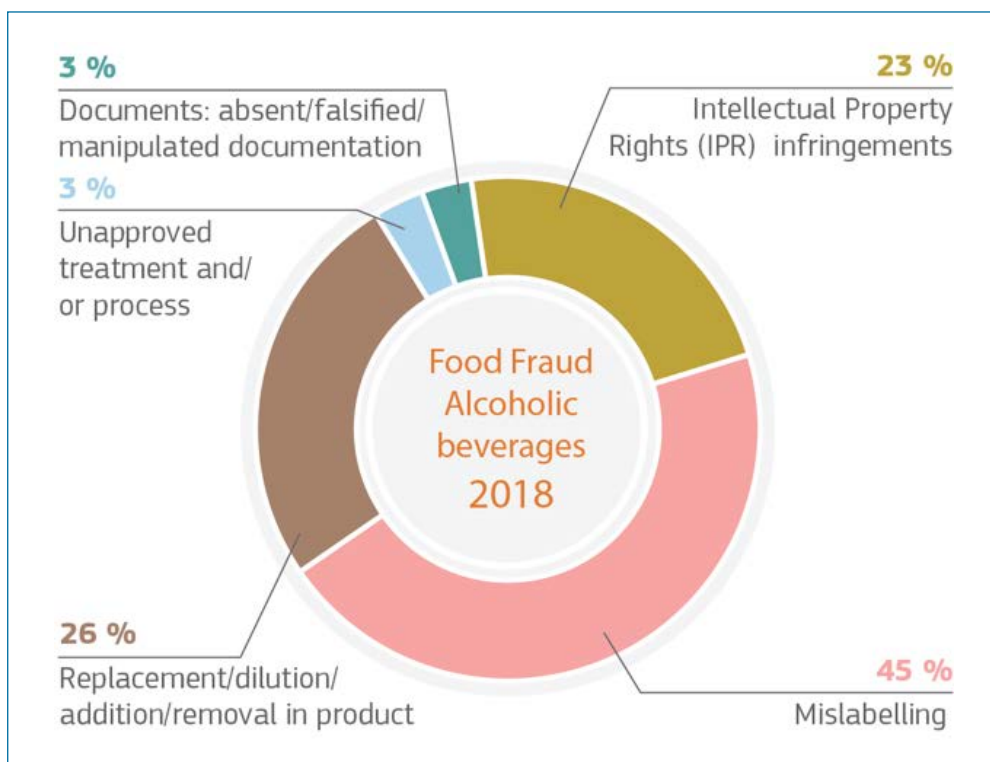 3 %
Documents: absent/falsified/
manipulated documentation
3 %
Unapproved
treatment and/
or process
23 %
Intellectual Property
Rights (IPR) infringements
Food Fraud
Alcoholic
beverages
2018
26 %
Replacement/dilution/
addition/removal in product
45 %
Mislabelling